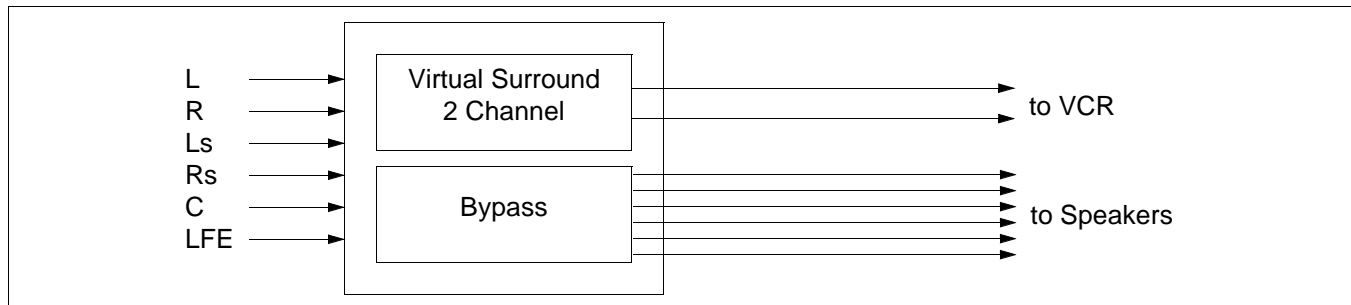 L
R
Ls
Rs
C
LFE
Virtual Surround
2 Channel
Bypass
to VCR
to Speakers